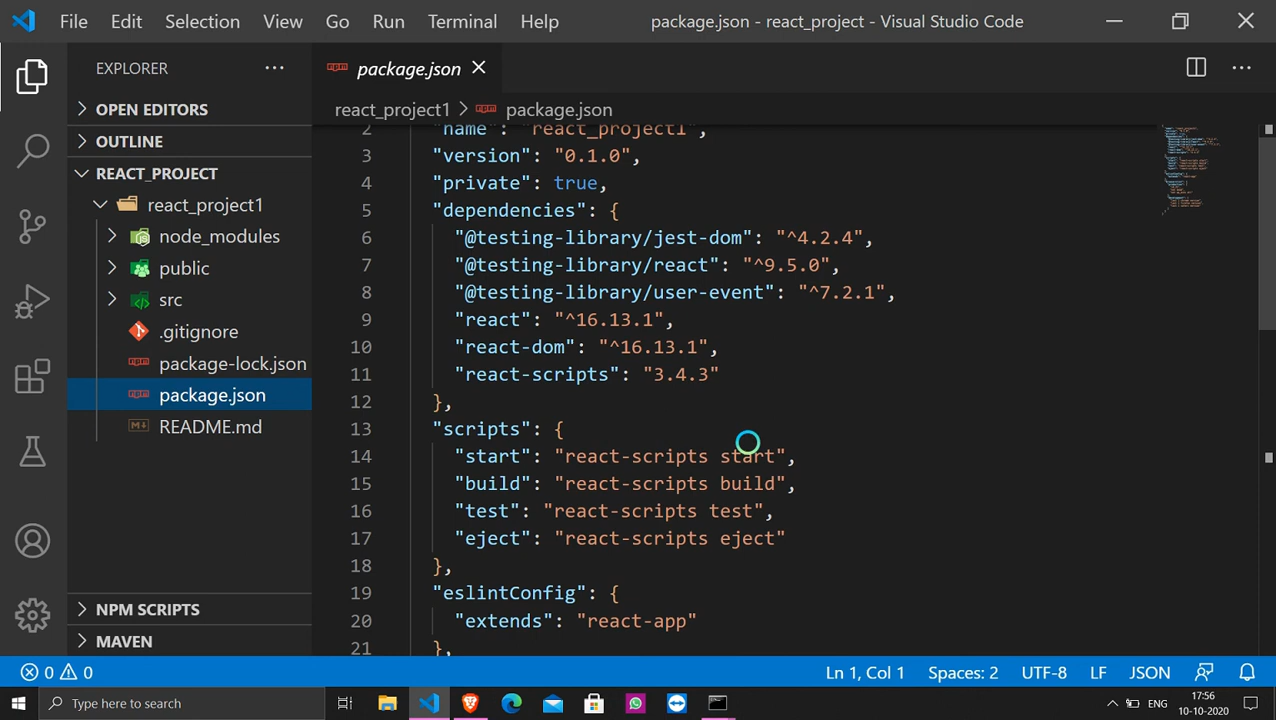 File Edit Selection View Go Run Terminal Help package.json - react_project - Visual Studio Code
EXPLORER
OPEN EDITORS
OUTLINE
REACT_PROJECT
react_project1
node_modules
public
src
.gitignore
package-lock.json
package.json
README.md
NPM SCRIPTS
MAVEN
package.json
react_project1 > package.json
2 "name": "react_project1",
3 "version": "0.1.0",
4 "private": true,
5 "dependencies": {
6 "@testing-library/jest-dom": "^4.2.4",
7 "@testing-library/react": "^9.5.0",
8 "@testing-library/user-event": "^7.2.1",
9 "react": "^16.13.1",
10 "react-dom": "^16.13.1",
11 "react-scripts": "3.4.3"
12 },
13 "scripts": {
14 "start": "react-scripts start",
15 "build": "react-scripts build",
16 "test": "react-scripts test",
17 "eject": "react-scripts eject"
18 },
19 "eslintConfig": {
20 "extends": "react-app"
21 },
0 0 Ln 1, Col 1 Spaces: 2 UTF-8 LF JSON
Type here to search
ENG
17:56
10-10-2020